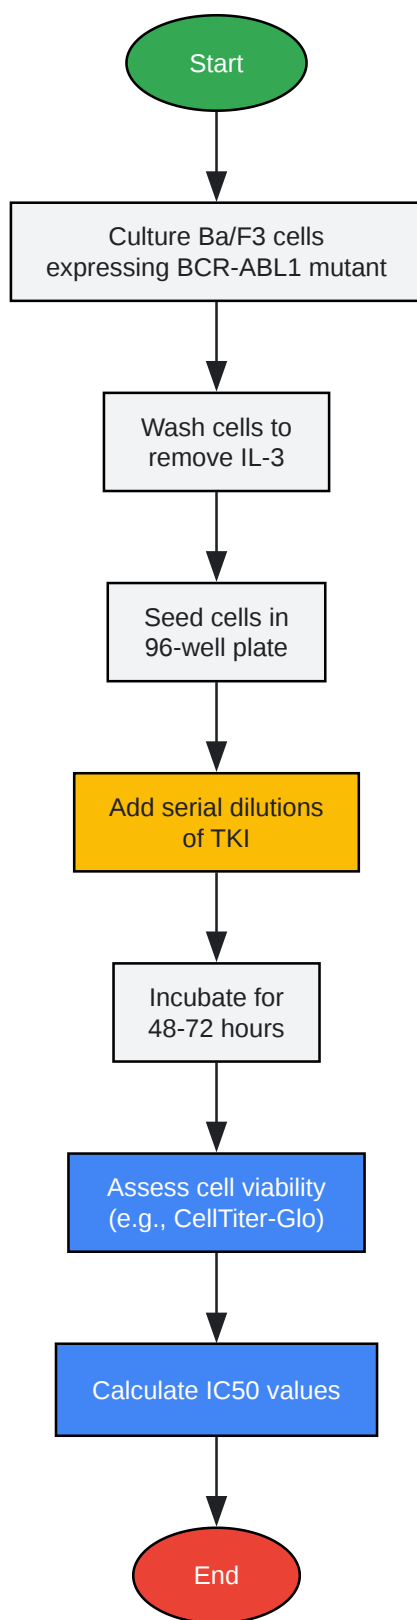 Start
Culture Ba/F3 cells
expressing BCR-ABL1 mutant
Wash cells to
remove IL-3
Seed cells in
96-well plate
Add serial dilutions
of TKI
Incubate for
48-72 hours
Assess cell viability
(e.g., CellTiter-Glo)
Calculate IC50 values
End